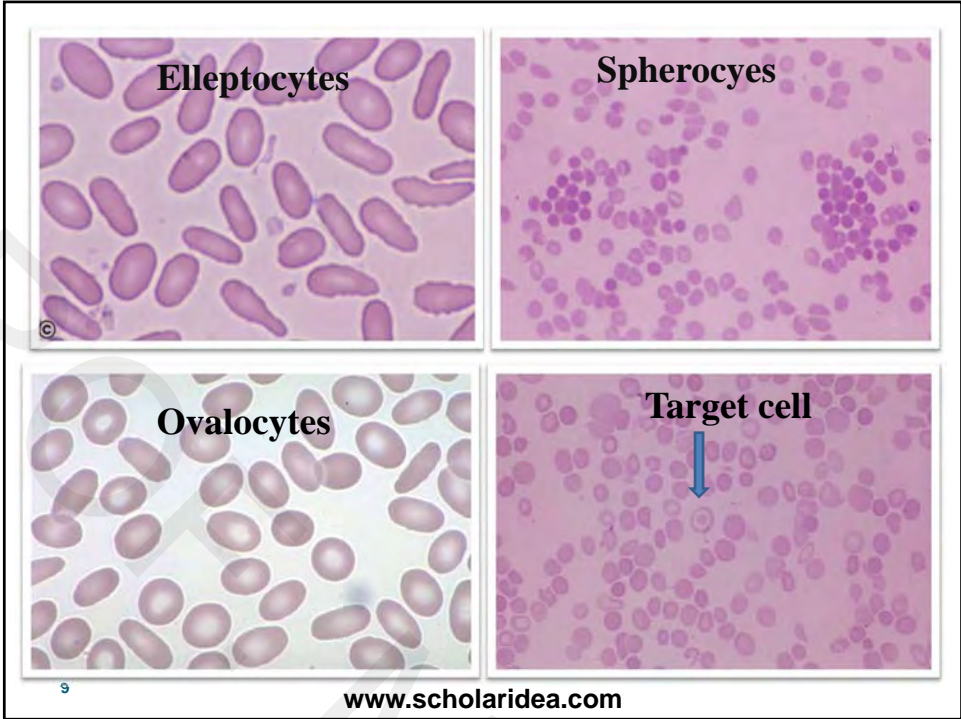 Elleptocytes
Spherocyes
©
Ovalocytes
Target cell
9
www.scholaridea.com